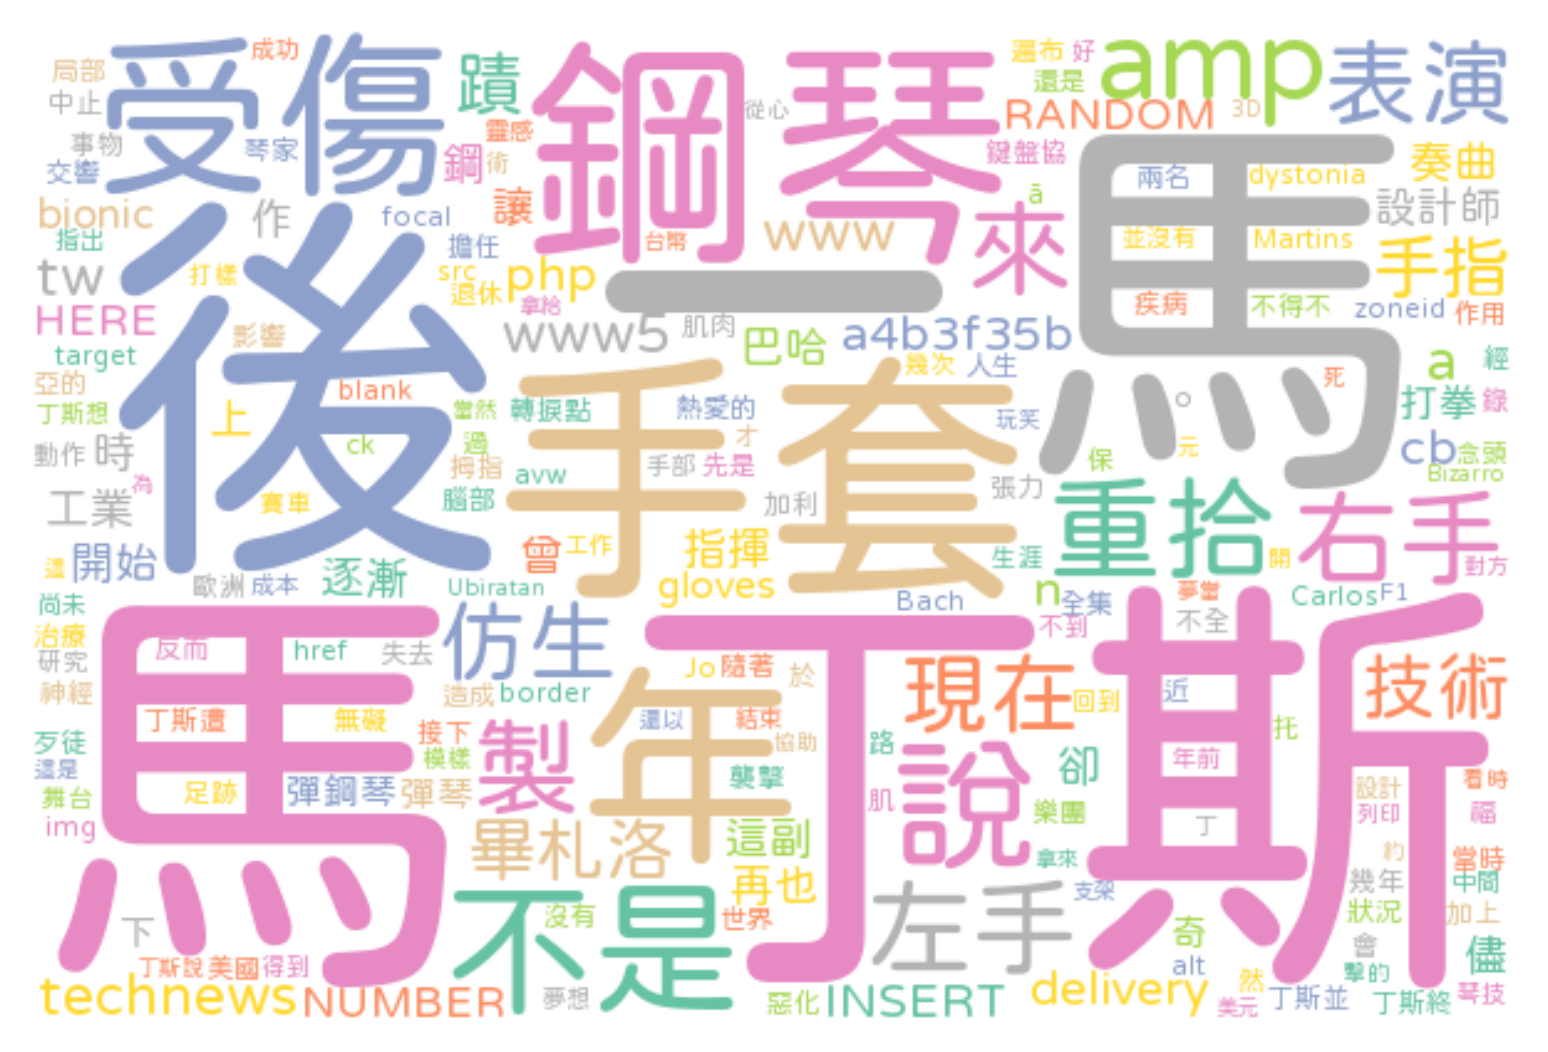 局部
受傷
成功
蹟
鋼琴
從心
遍布
好
amp
表演
中止
還是
RANDOM
3D
事物
琴家
靈感
鋼
術
鍵盤協
馬
兩名
dystonia
奏曲
交響
讓
來
ā
設計師
bionic
作
focal
www
並沒有
Martins
手指
指出
後
擔任
台幣
tw
打樣
src
php
一
疾病
不得不
zoneid
作用
退休
HERE
拿給
影響
www5
肌肉
巴哈
a4b3f35b
target
幾次
人生
a
經
亞的
blank
手套
死
丁斯想
上
當然
轉捩點
熱愛的
玩笑
o
打拳
錄
動作
時
ck
過
才
元
cb
念頭
拇指
avw
手部
先是
保
Bizarro
為
工業
賽車
腦部
加利
張力
重拾
右手
這
開始
曾
工作
指揮
生涯
開
對方
歐洲
成本
逐漸
Ubiratan
gloves
n
全集
夢當
Carlos
F1
尚未
馬丁斯
Bach
治療
反而
href
失去
仿生
不到
不全
研究
Jo
隨著
於
現在
回到
近
技術
神經
造成
border
年
丁斯遭
無礙
接下
製
還以
結束
協助
路
說
卻
托
歹徒
模樣
年前
這是
足跡
彈鋼琴
彈琴
襲擊
設計
看時
舞台
肌
樂團
列印
福
img
畢札洛
這副
丁
拿來
約
當時
再也
左手
支架
幾年
中間
下
不是
沒有
世界
狀況
加上
奇
會
儘
丁斯說
美國
得到
alt
擊的
technews
NUMBER
夢想
惡化
INSERT
delivery
然
美元
丁斯並
丁斯終
琴技